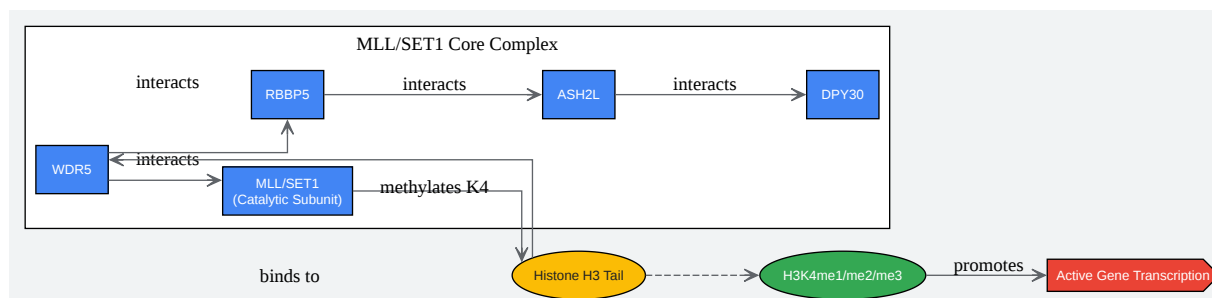 MLL/SET1 Core Complex
interacts
RBBP5
interacts
ASH2L
interacts
DPY30
WDR5
interacts
MLL/SET1
(Catalytic Subunit)
methylates K4
binds to
Histone H3 Tail
H3K4me1/me2/me3
promotes
Active Gene Transcription